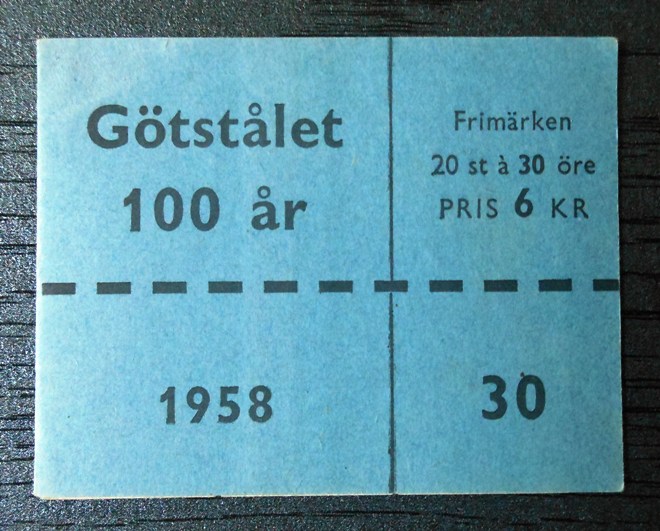 Götstålet
100 år
1958
Frimärken
20 st à 30 öre
PRIS 6 KR
30